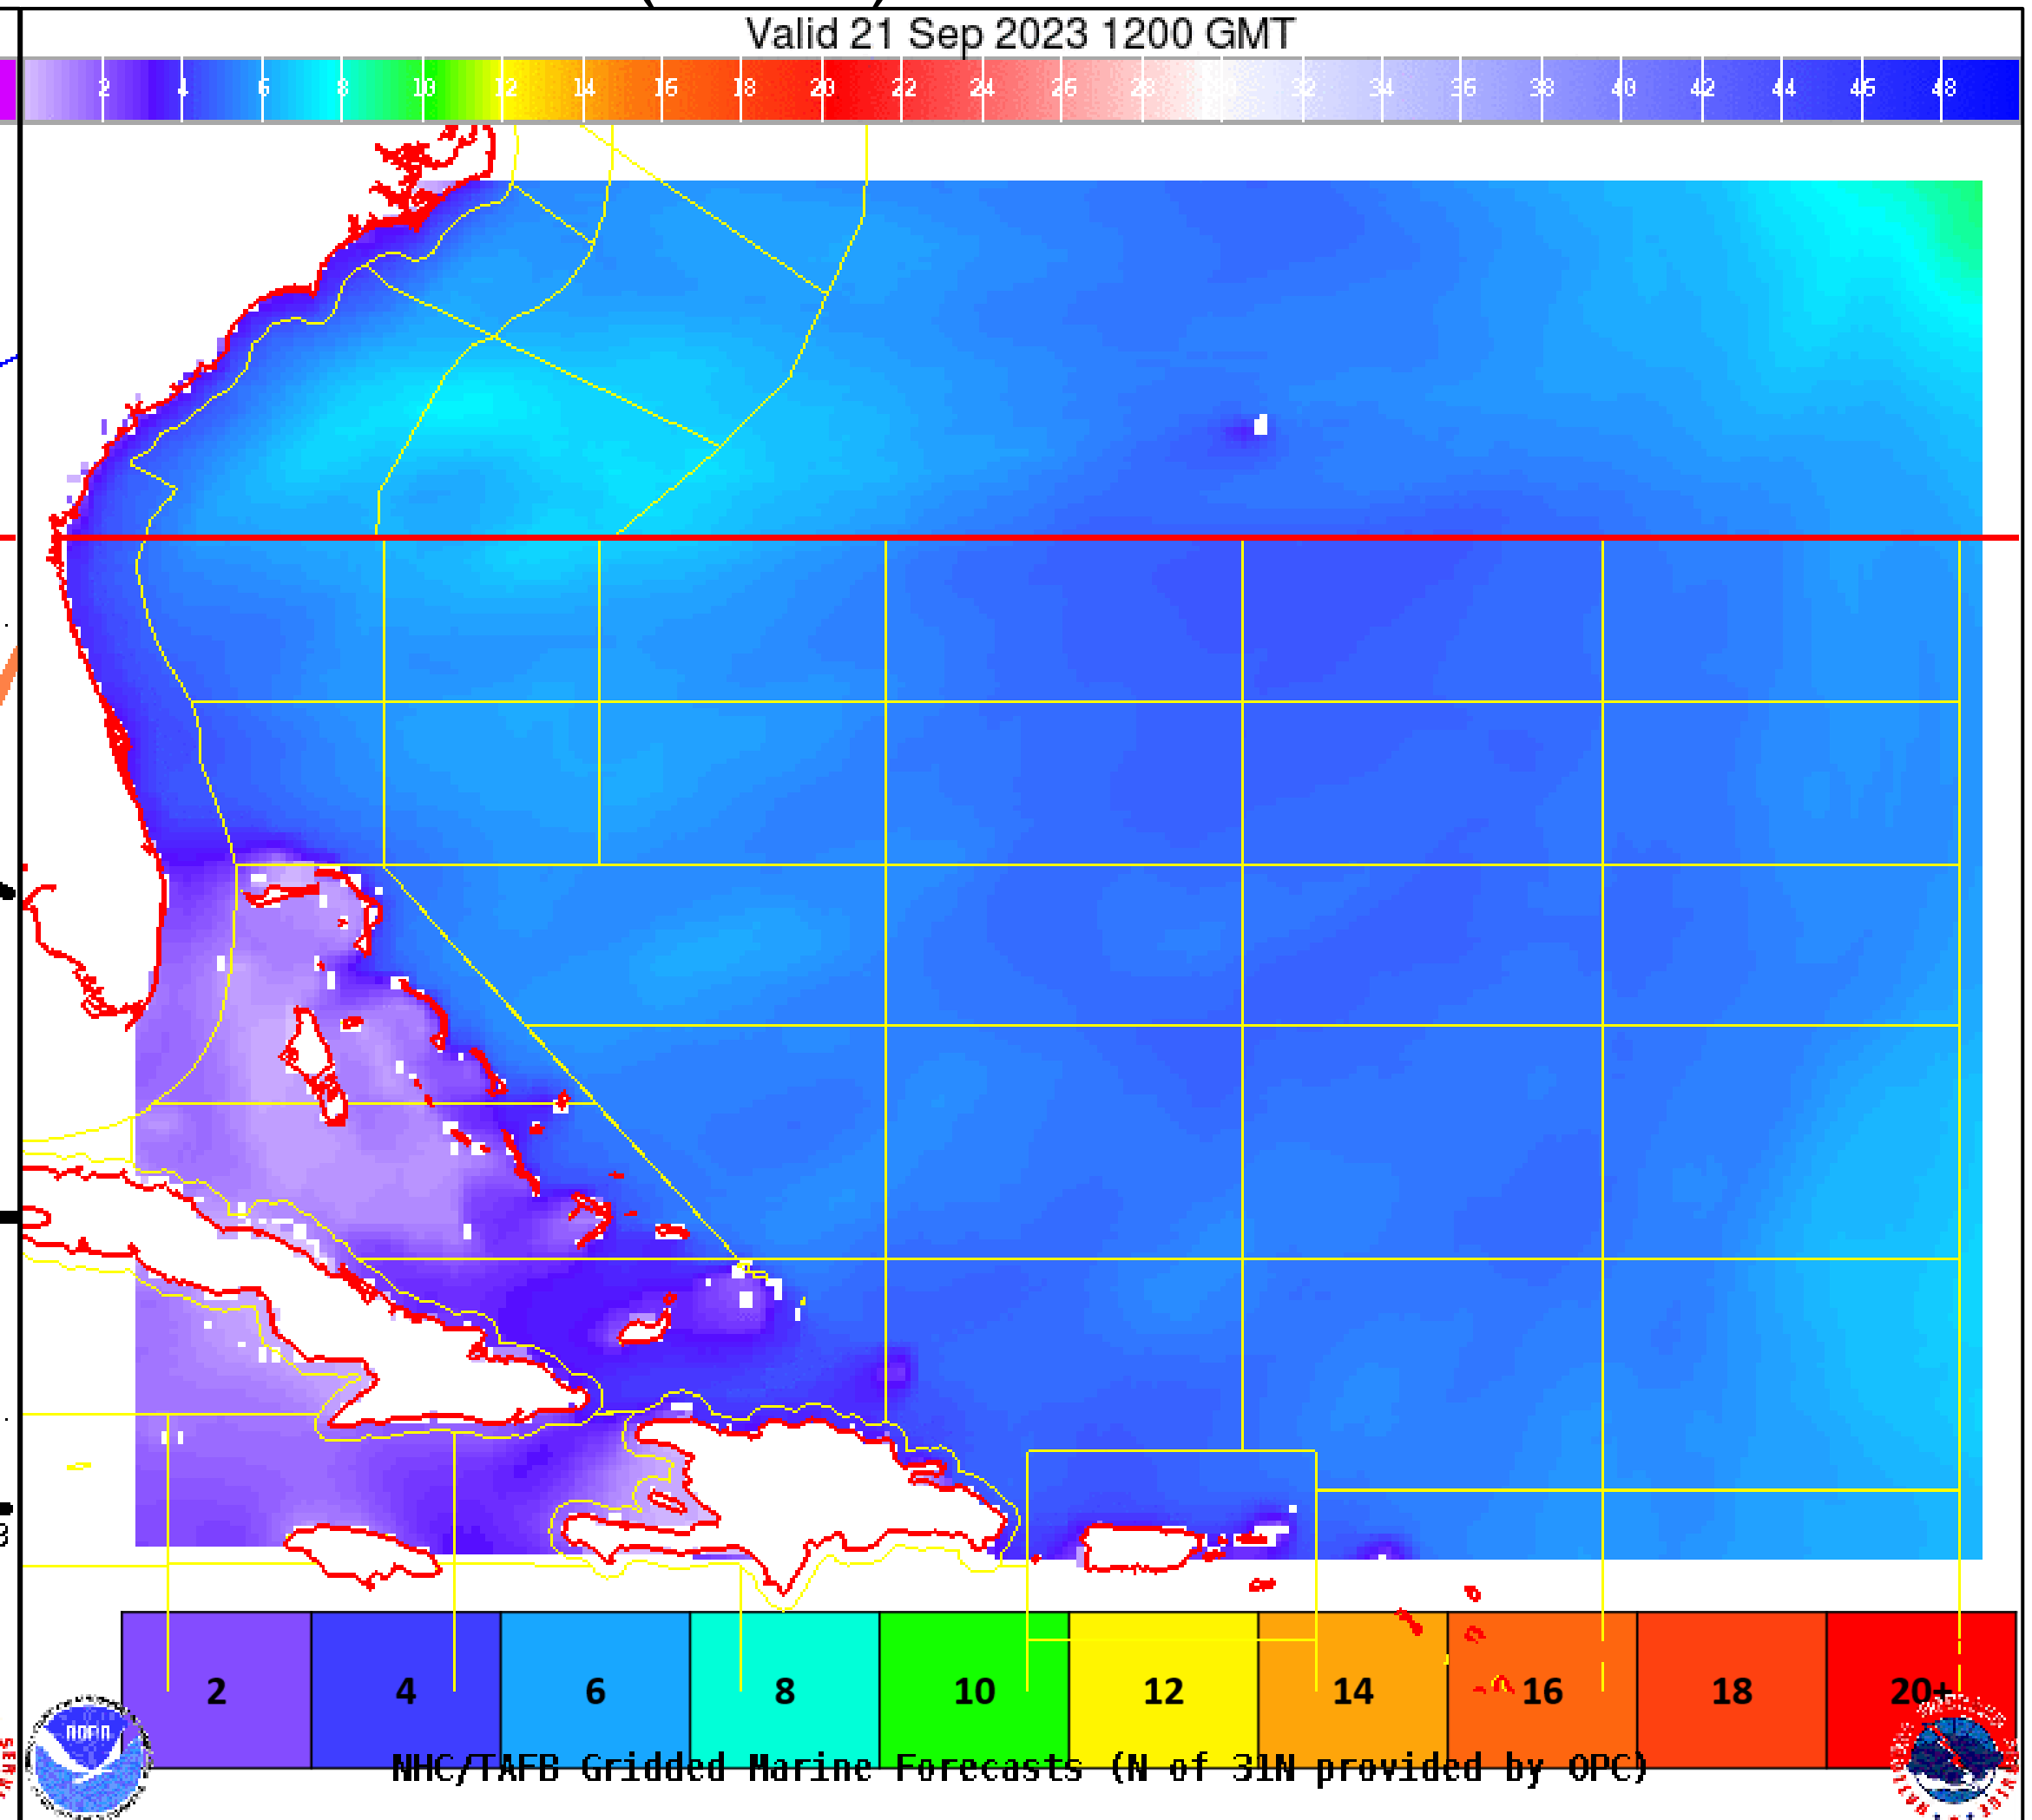 Valid 21 Sep 2023 1200 GMT
2 4 6 8 10 12 14 16 18 20 22 24 26 28 30 32 34 36 38 40 42 44 46 48
2 4 6 8 10 12 14 16 18 20+
NOAA
NHC/TAFB Gridded Marine Forecasts (N of 31N provided by OPC)